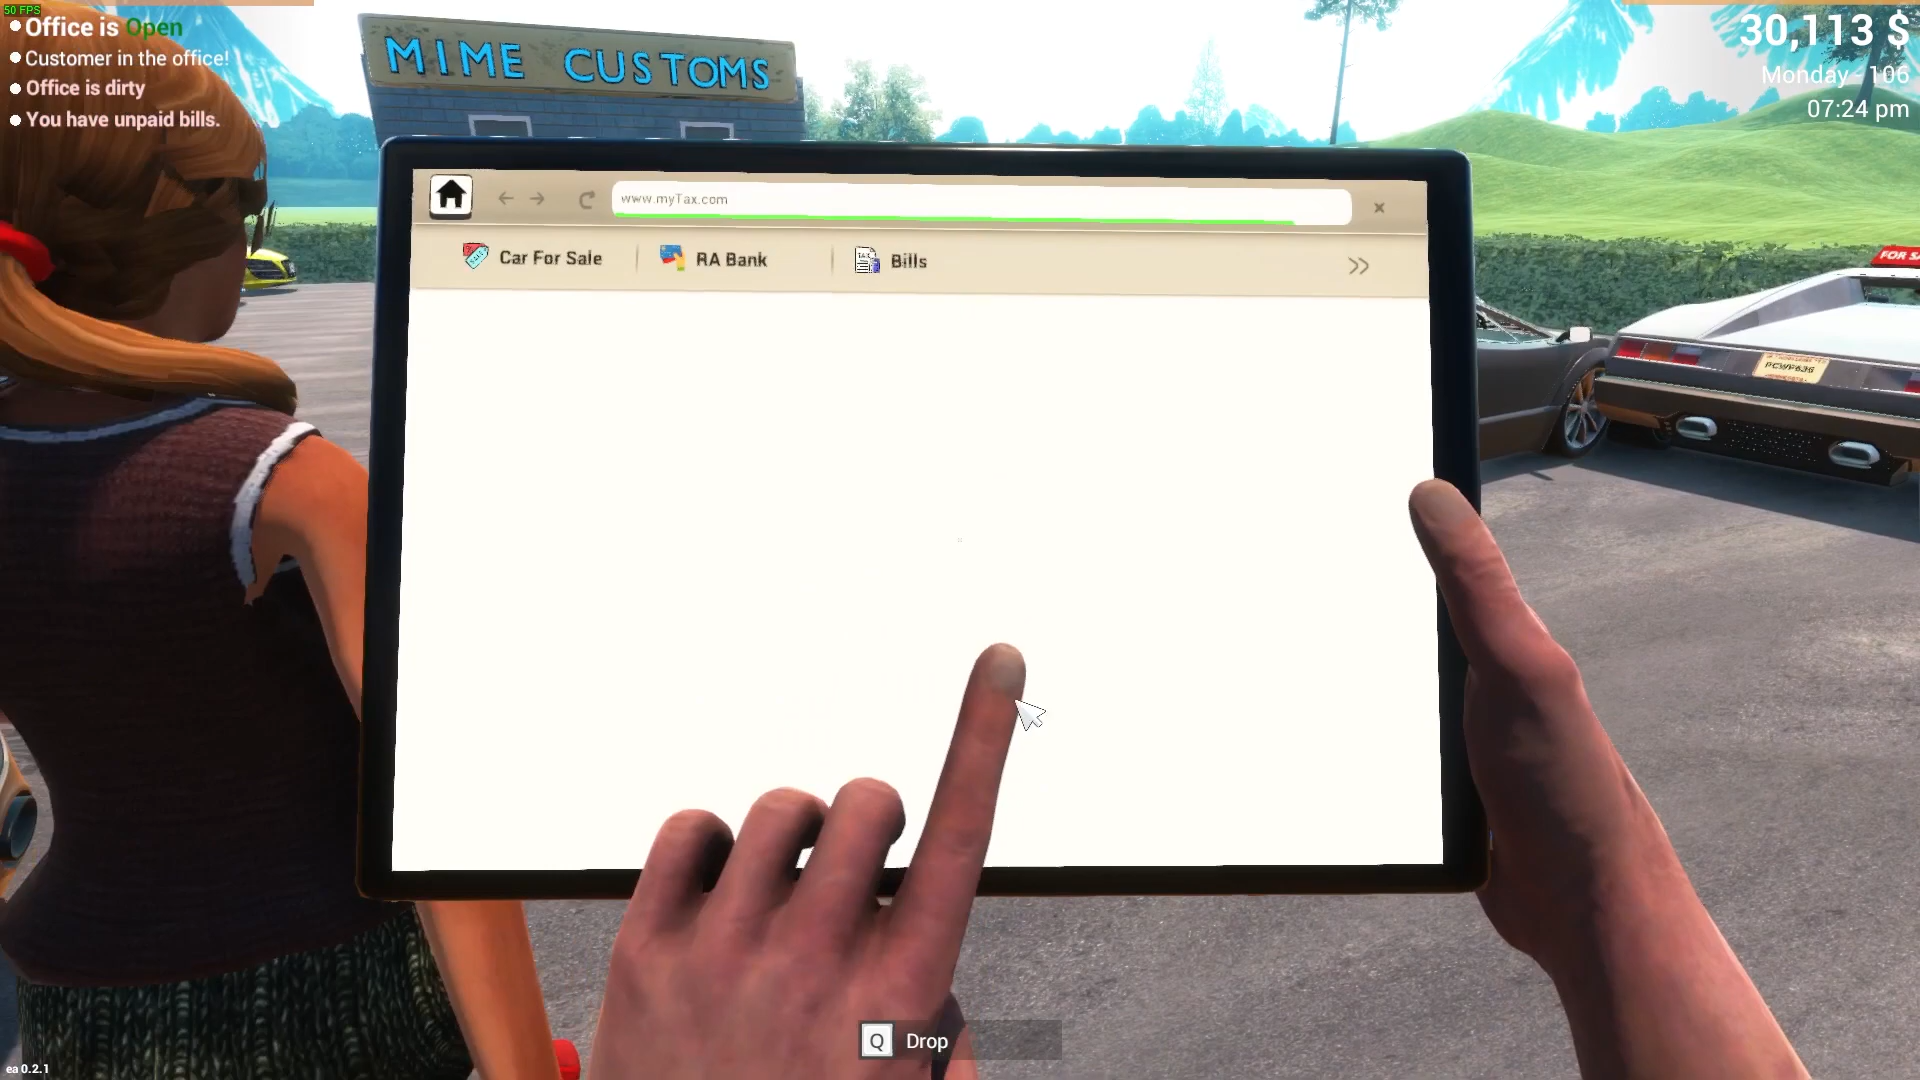 50 FPS
Office is Open
Customer in the office!
Office is dirty
You have unpaid bills.
MIME CUSTOMS
30,113 $
Monday - 106
07:24 pm
www.myTax.com
Car For Sale
RA Bank
Bills
FOR SA
Q Drop
ea 0.2.1